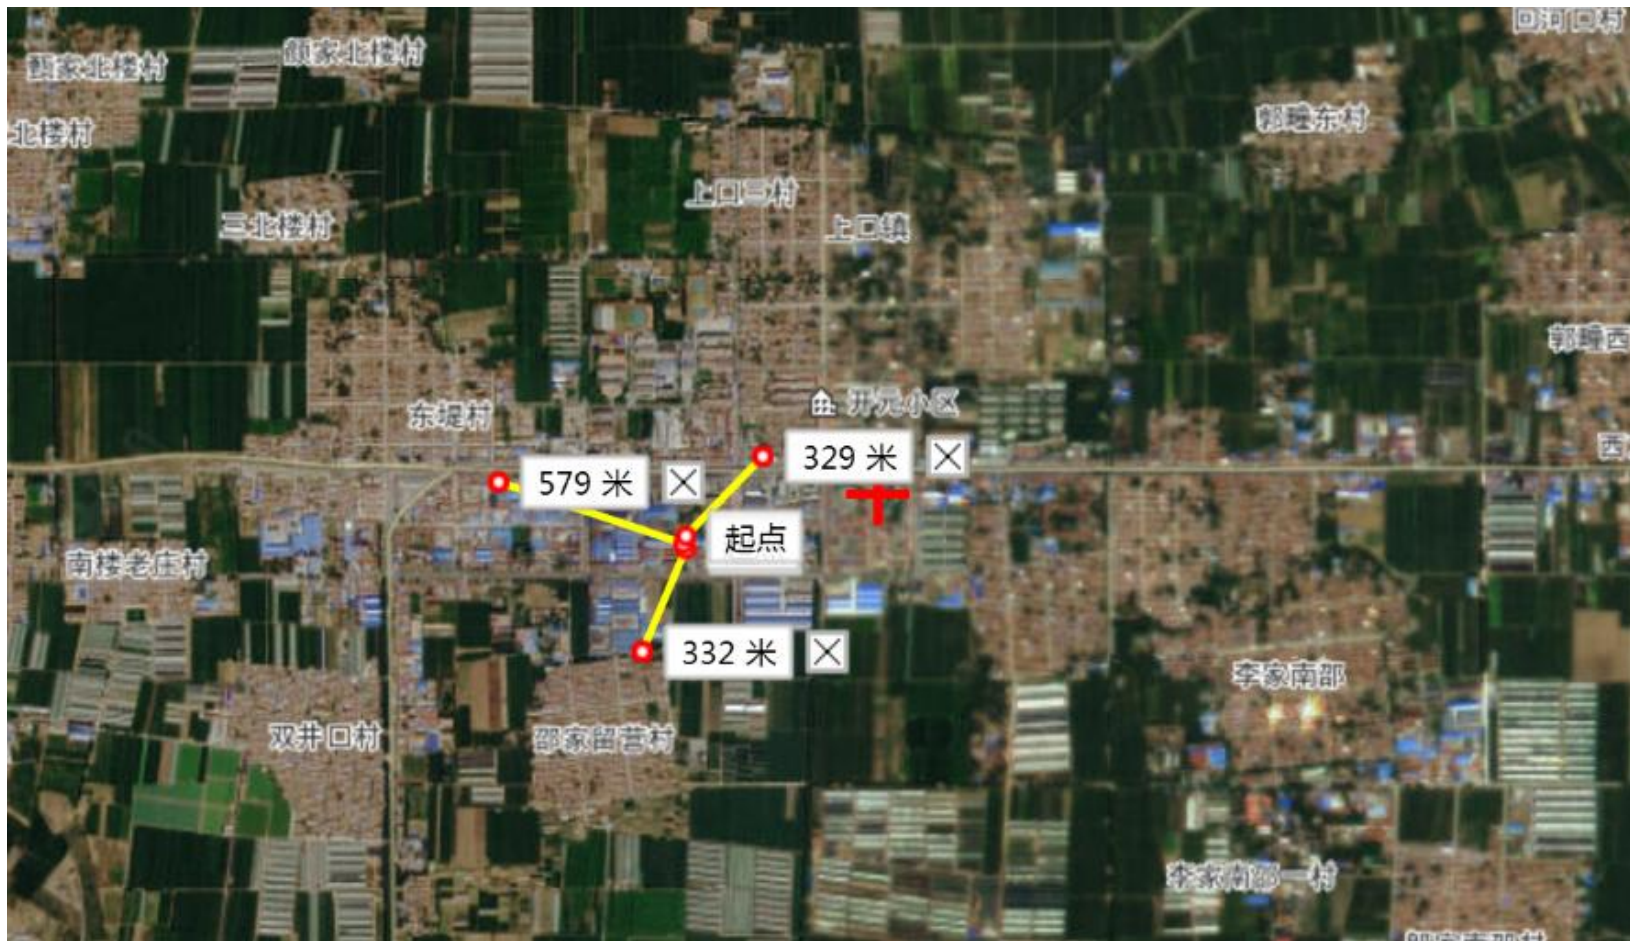 回河口村
甄家北楼村
颜家北楼村
郭疃东村
北楼村
上口三村
三北楼村
上口镇
郭疃西
开元小区
东堤村
西
329 米
579 米
起点
南楼老庄村
332 米
李家南邵
双井口村
邵家留营村
李家南邵一村